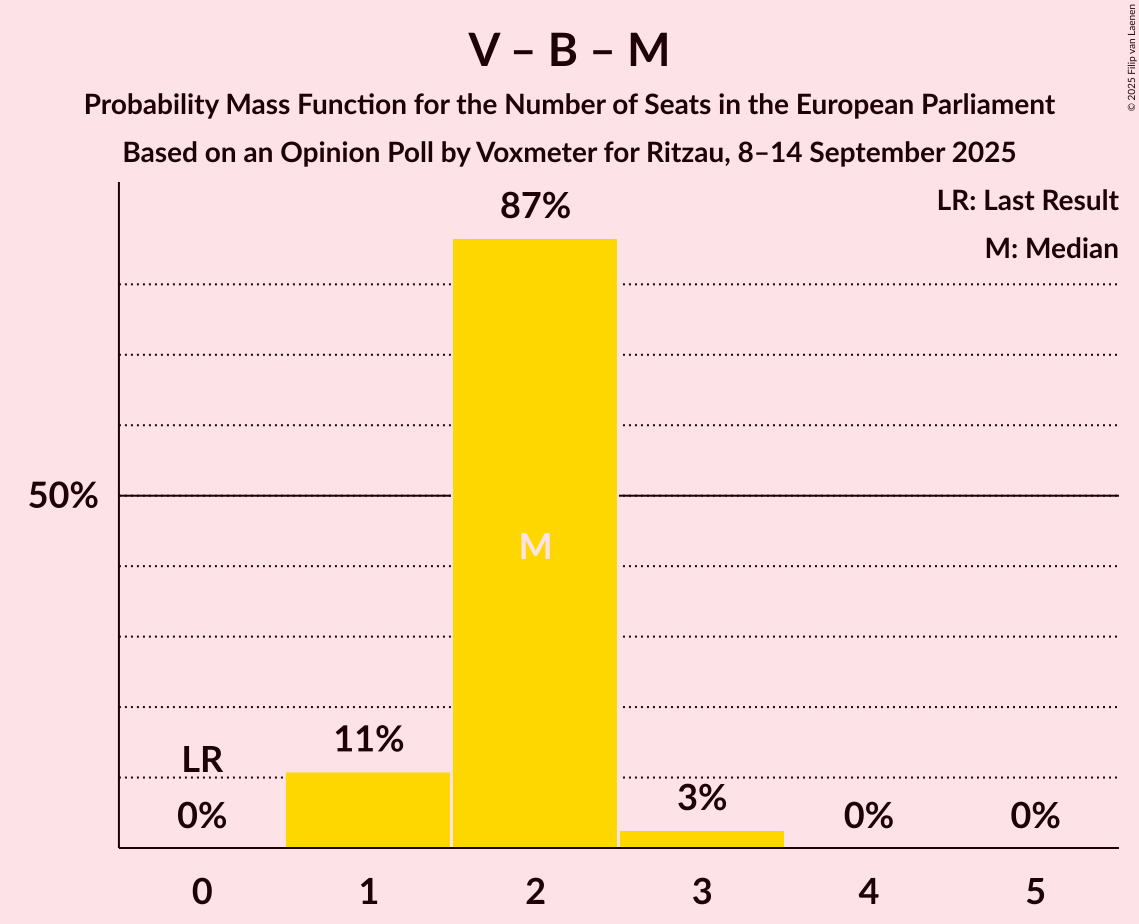 V – B – M
Probability Mass Function for the Number of Seats in the European Parliament
Based on an Opinion Poll by Voxmeter for Ritzau, 8–14 September 2025
© 2025 Filip van Laenen
LR: Last Result
M: Median
87%
50%
M
11%
LR
3%
0%
0%
0%
0 1 2 3 4 5